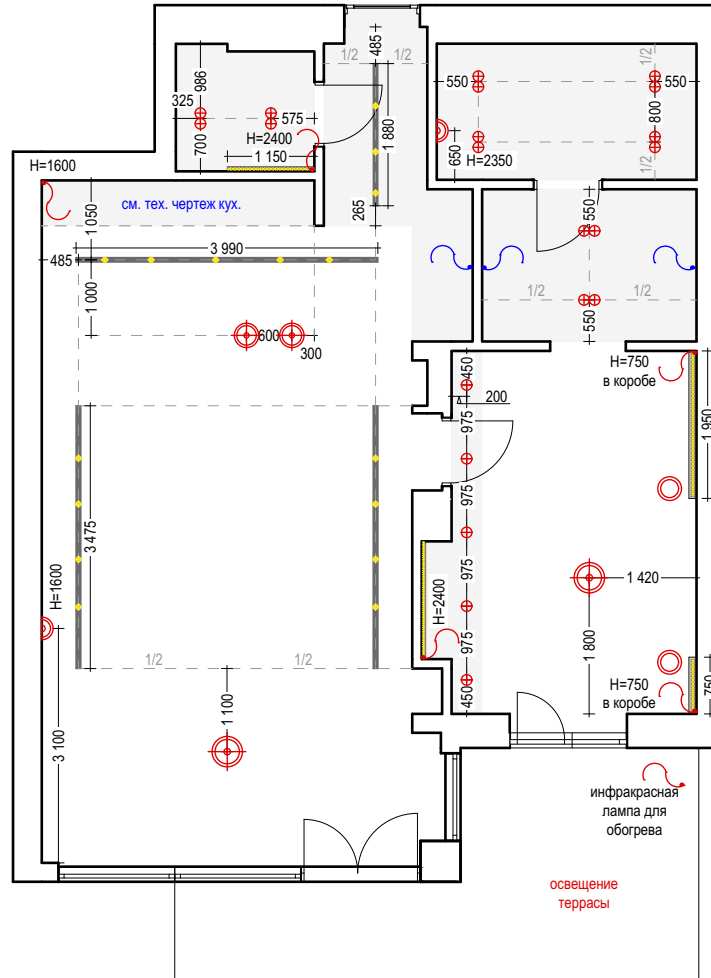 1/2
485
1/2
986
325
575
700
H=2400
1 150
1 880
265
550
1/2
550
800
650
H=2350
1/2
H=1600
см. тех. чертеж кух.
1 050
3 990
485
1 000
600
300
550
1/2
1/2
550
450
H=750
в коробе
200
975
1 950
975
3 475
975
H=1600
H=2400
1 420
975
1 800
1/2
1/2
450
H=750
в коробе
750
1 100
3 100
инфракрасная
лампа для
обогрева
освещение
террасы